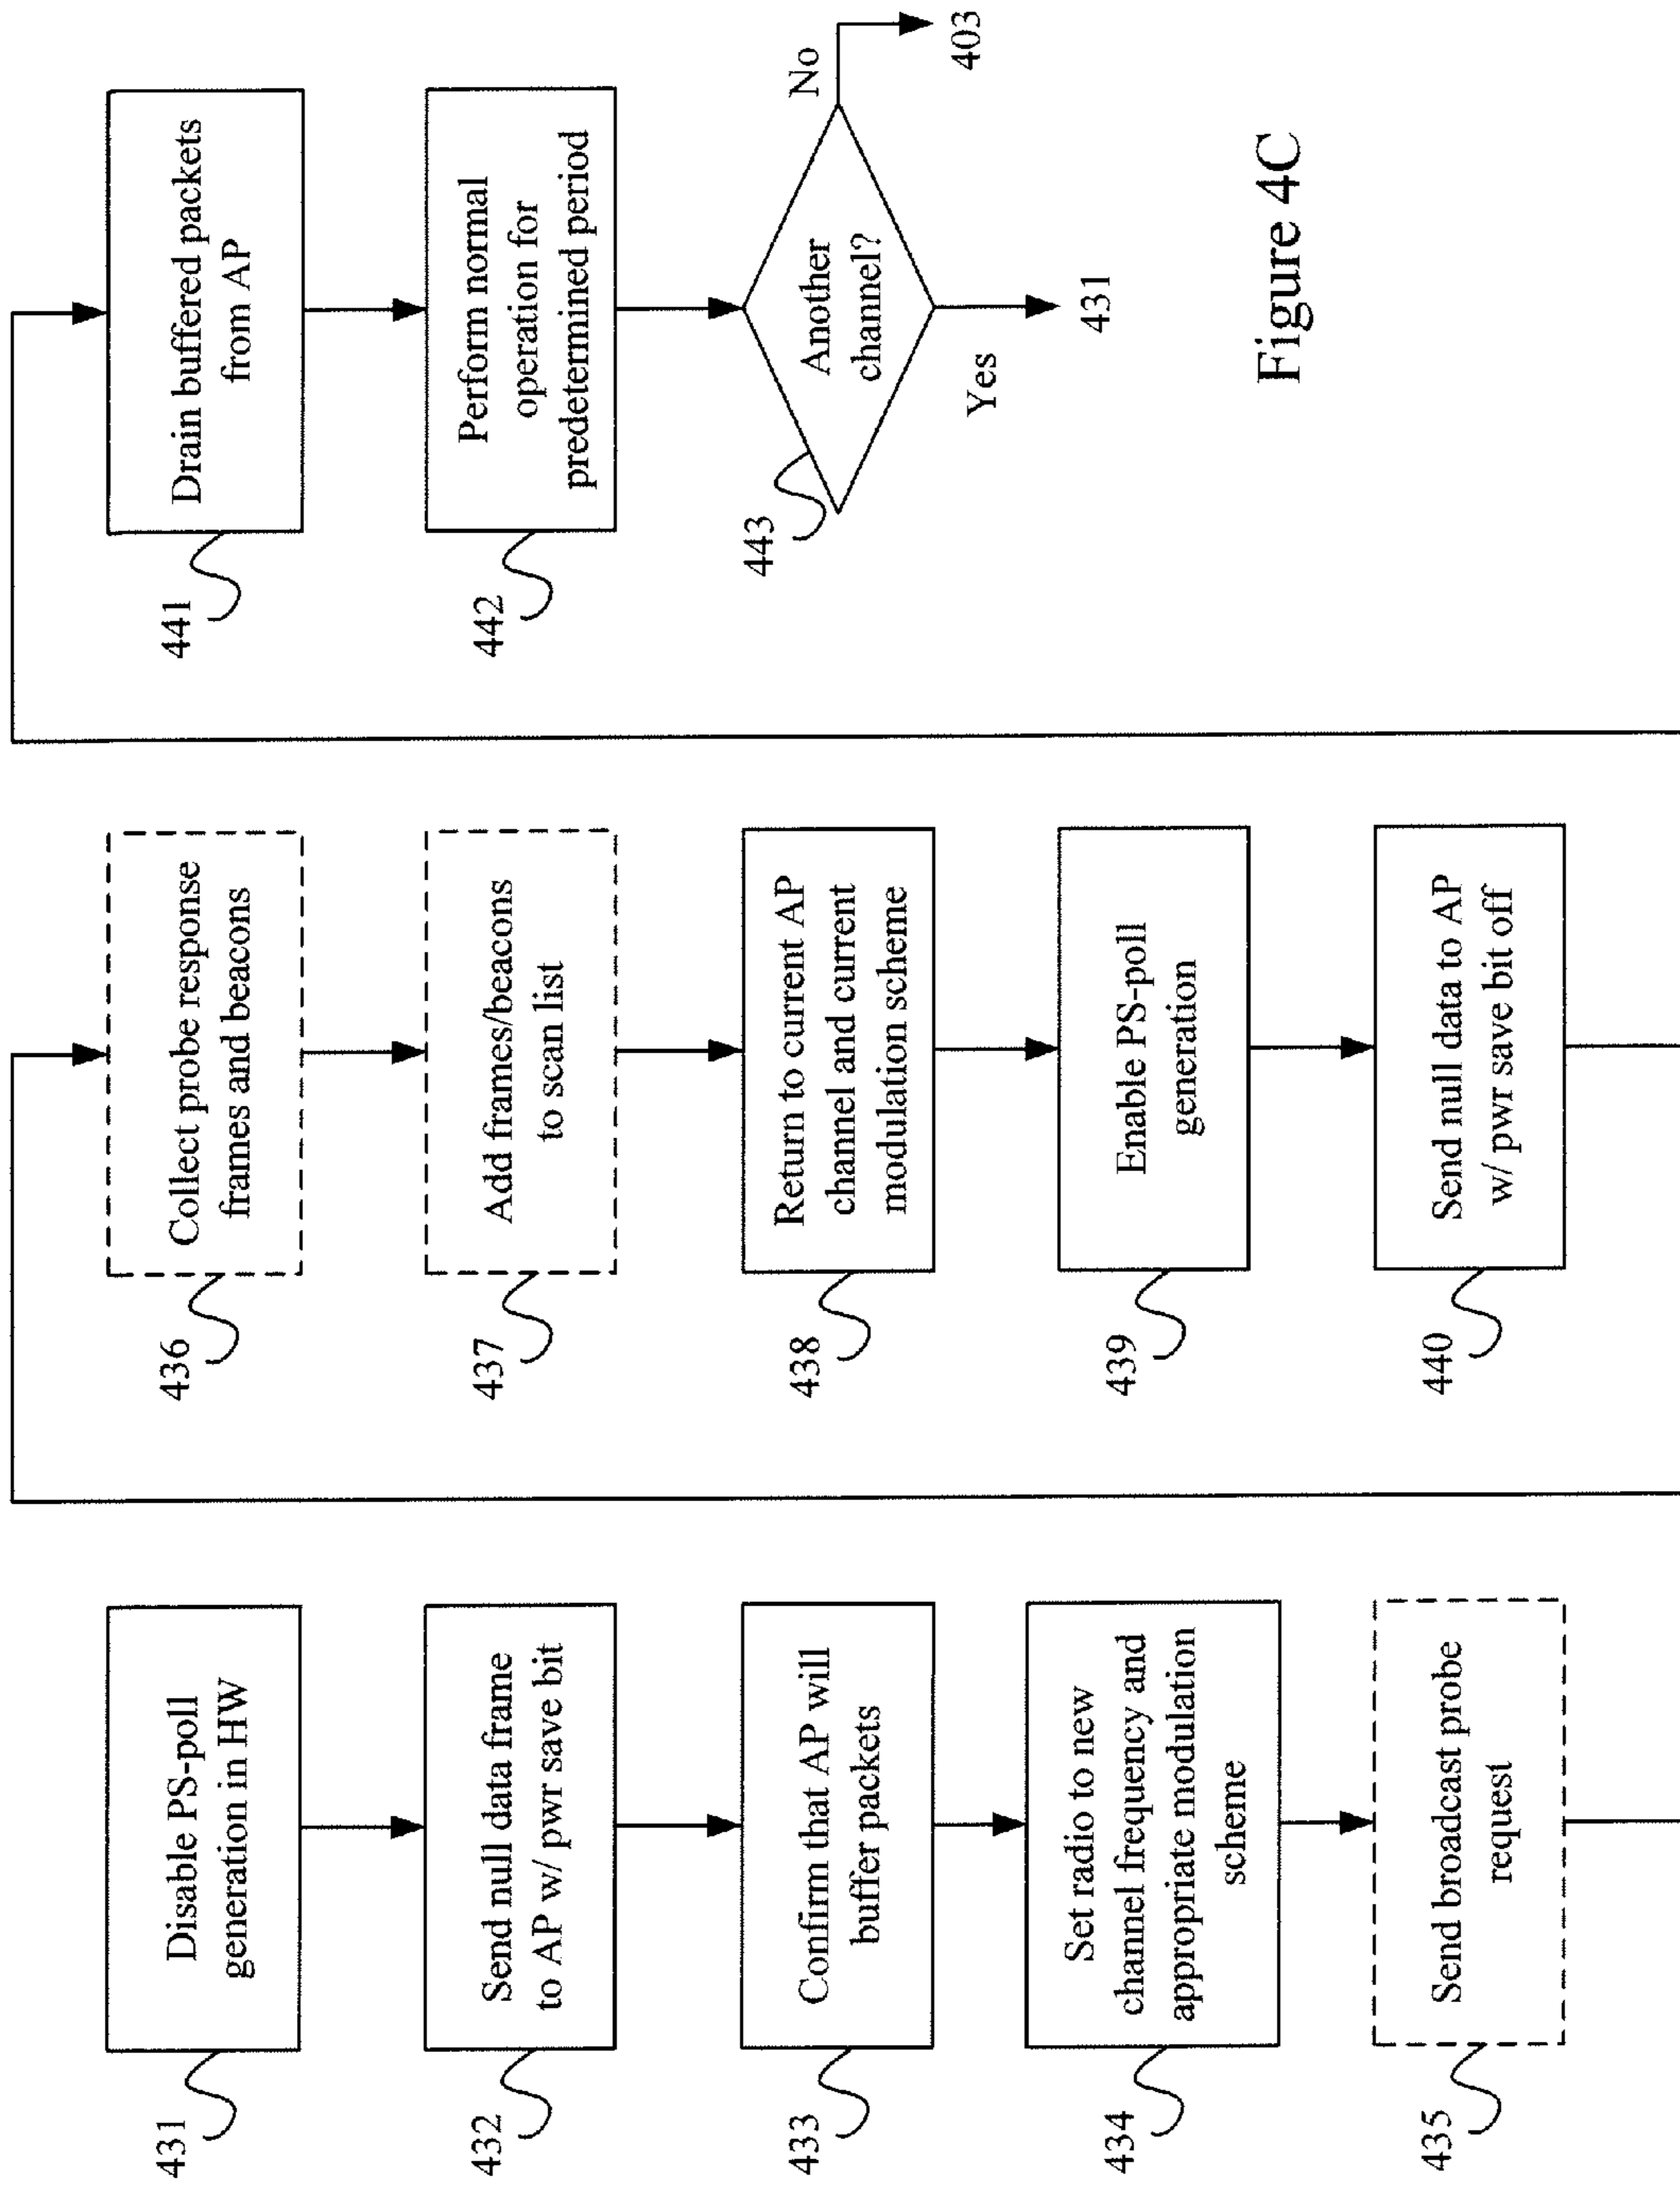 431
Disable PS-poll
generation in HW
432
Send null data frame
to AP w/ pwr save bit
433
Confirm that AP will
buffer packets
434
Set radio to new
channel frequency and
appropriate modulation
scheme
435
Send broadcast probe
request
436
Collect probe response
frames and beacons
437
Add frames/beacons
to scan list
438
Return to current AP
channel and current
modulation scheme
439
Enable PS-poll
generation
440
Send null data to AP
w/ pwr save bit off
441
Drain buffered packets
from AP
442
Perform normal
operation for
predetermined period
443
Another
channel?
No
403
Yes
431
Figure 4C